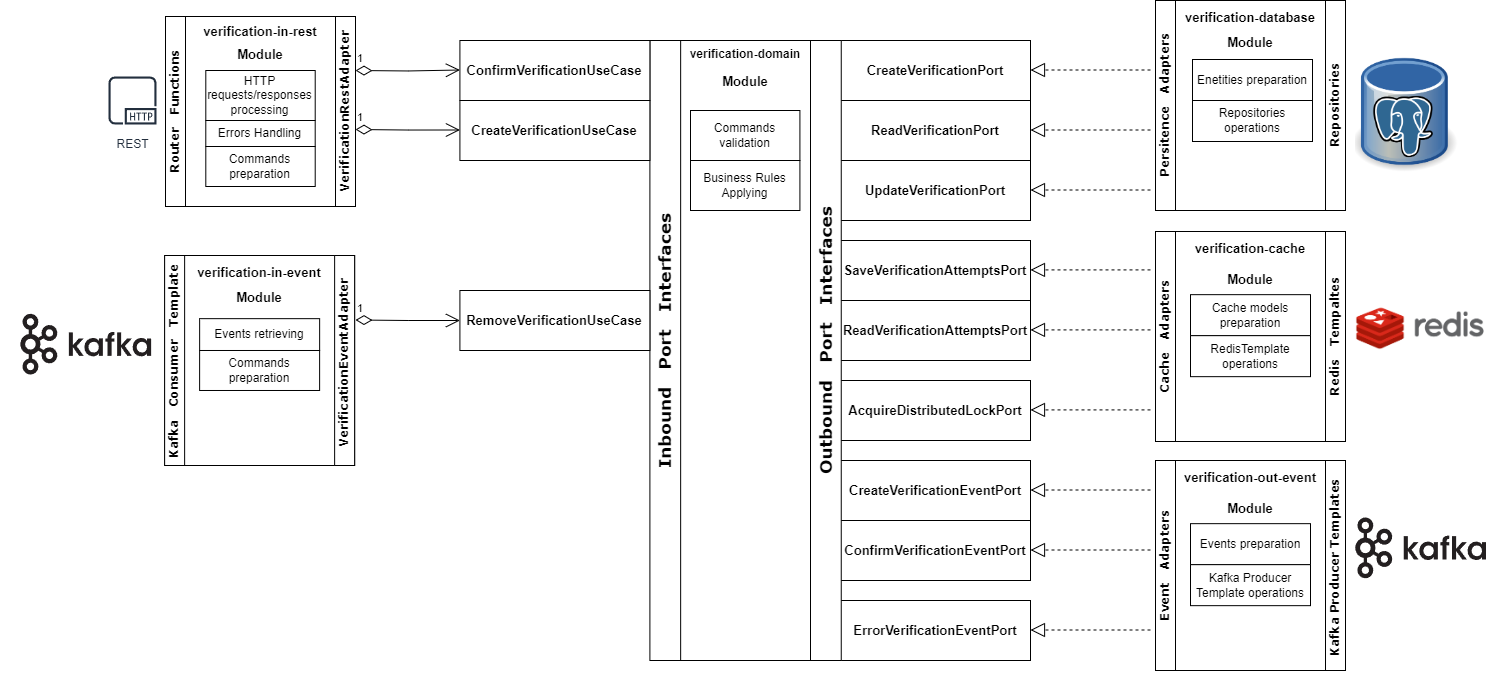 verification-in-rest
Module
HTTP
requests/responses
processing
Errors Handling
Commands
preparation
Router Functions
VerificationRestAdapter
HTTP
REST
1
1
ConfirmVerificationUseCase
CreateVerificationUseCase
verification-in-event
Module
Events retrieving
Commands
preparation
Kafka Consumer Template
VerificationEventAdapter
kafka
1
RemoveVerificationUseCase
Inbound Port Interfaces
verification-domain
Module
Commands
validation
Business Rules
Applying
Outbound Port Interfaces
CreateVerificationPort
ReadVerificationPort
UpdateVerificationPort
SaveVerificationAttemptsPort
ReadVerificationAttemptsPort
AcquireDistributedLockPort
CreateVerificationEventPort
ConfirmVerificationEventPort
ErrorVerificationEventPort
Persitence Adapters
verification-database
Module
Enetities preparation
Repositories
operations
Repositories
Cache Adapters
verification-cache
Module
Cache models
preparation
RedisTemplate
operations
Redis Tempaltes
redis
Event Adapters
verification-out-event
Module
Events preparation
Kafka Producer
Template operations
Kafka Producer Templates
kafka